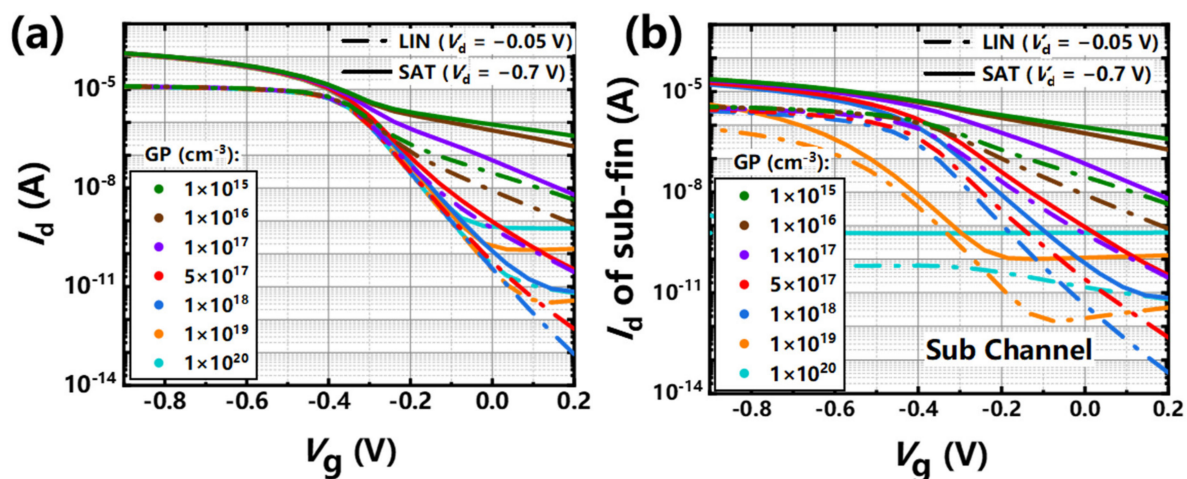 (a)
LIN (Vd = −0.05 V)
SAT (Vd = −0.7 V)
10⁻⁵
10⁻⁸
10⁻¹¹
10⁻¹⁴
Id (A)
GP (cm⁻³):
1×10¹⁵
1×10¹⁶
1×10¹⁷
5×10¹⁷
1×10¹⁸
1×10¹⁹
1×10²⁰
-0.8 -0.6 -0.4 -0.2 0.0 0.2
Vg (V)
(b)
LIN (Vd = −0.05 V)
SAT (Vd = −0.7 V)
10⁻⁵
10⁻⁸
10⁻¹¹
10⁻¹⁴
Id of sub-fin (A)
GP (cm⁻³):
1×10¹⁵
1×10¹⁶
1×10¹⁷
5×10¹⁷
1×10¹⁸
1×10¹⁹
1×10²⁰
Sub Channel
-0.8 -0.6 -0.4 -0.2 0.0 0.2
Vg (V)